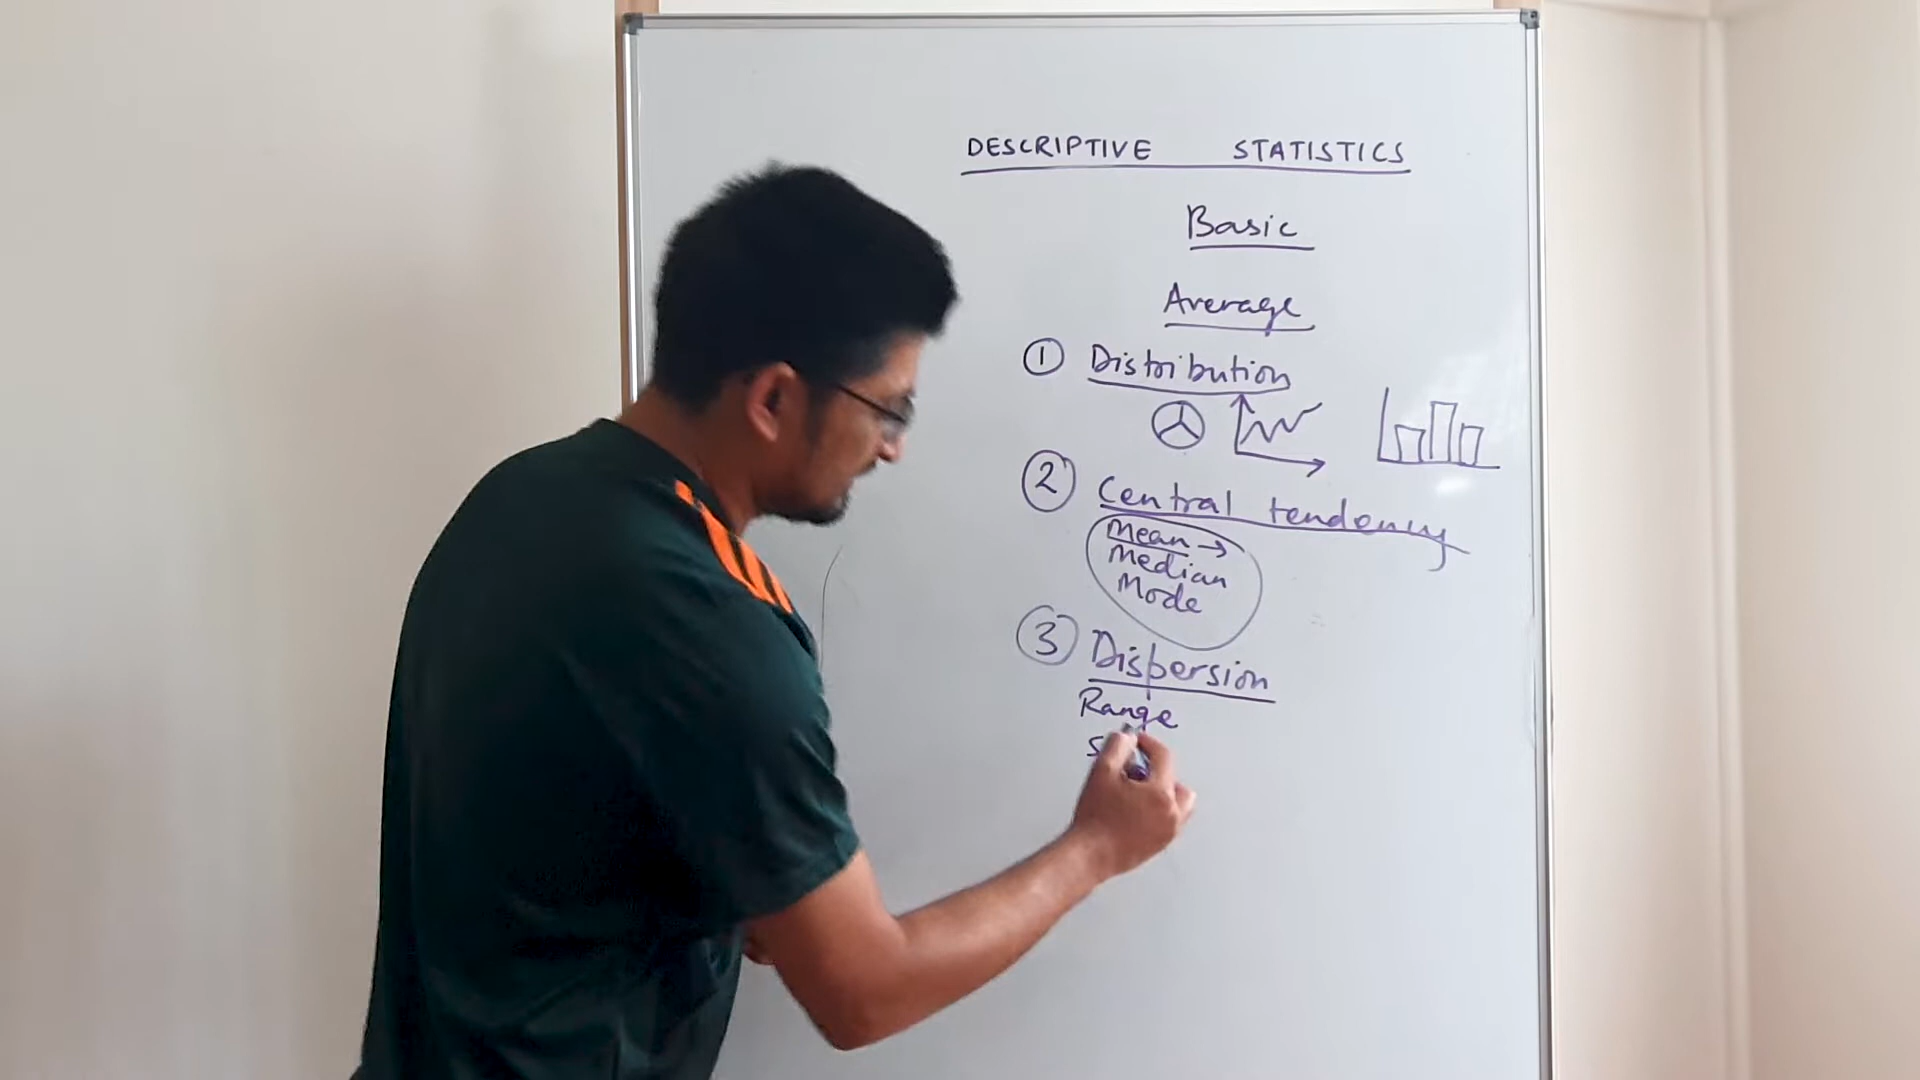 DESCRIPTIVE STATISTICS
Basic
Average
1 Distribution
2 Central tendency
Mean →
Median
Mode
3 Dispersion
Range
S